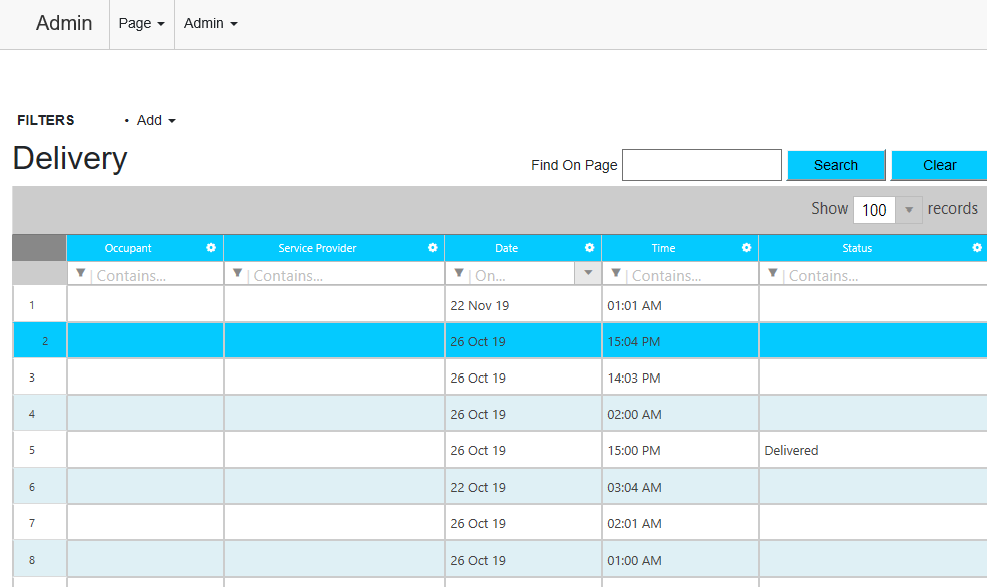 Admin Page Admin
FILTERS • Add
Delivery
Find On Page Search Clear
Show 100 records
Occupant Service Provider Date Time Status
Contains... Contains... On... Contains... Contains...
1 22 Nov 19 01:01 AM
2 26 Oct 19 15:04 PM
3 26 Oct 19 14:03 PM
4 26 Oct 19 02:00 AM
5 26 Oct 19 15:00 PM Delivered
6 22 Oct 19 03:04 AM
7 26 Oct 19 02:01 AM
8 26 Oct 19 01:00 AM